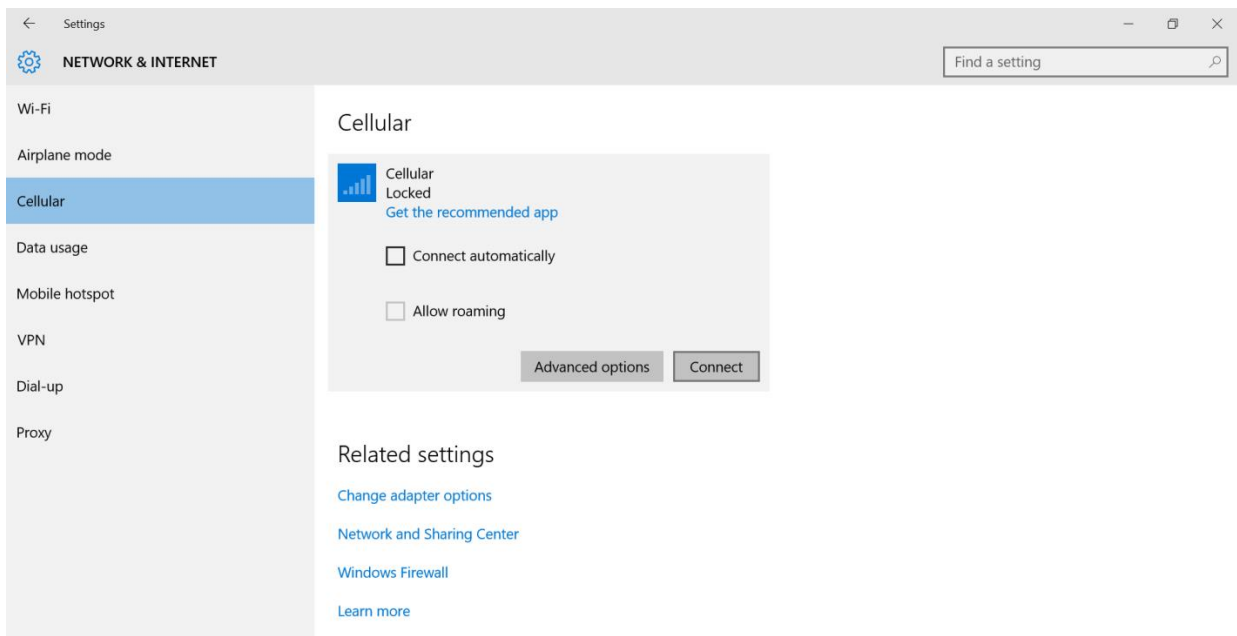 Settings
NETWORK & INTERNET
Find a setting
Wi-Fi
Airplane mode
Cellular
Data usage
Mobile hotspot
VPN
Dial-up
Proxy
Cellular
Cellular
Locked
Get the recommended app
Connect automatically
Allow roaming
Advanced options
Connect
Related settings
Change adapter options
Network and Sharing Center
Windows Firewall
Learn more